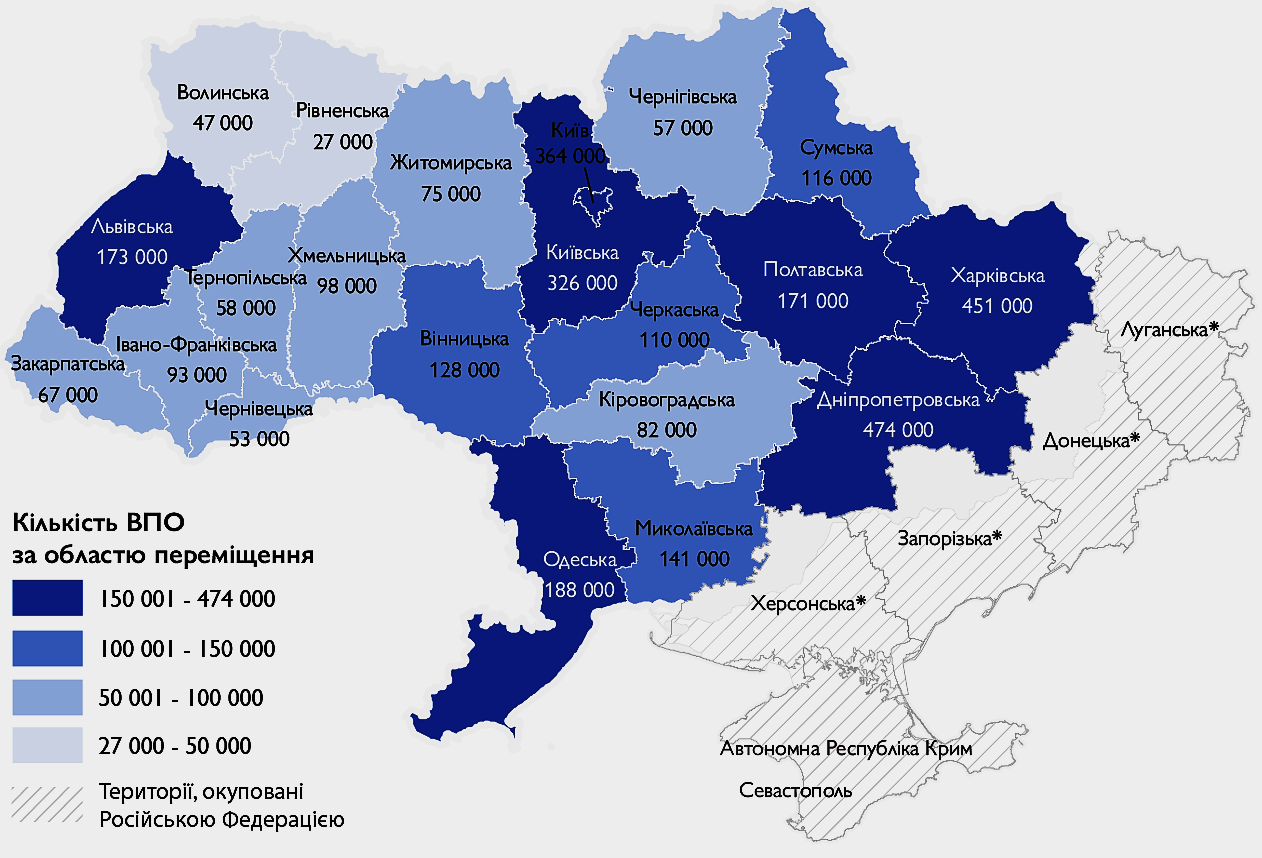 Волинська
47 000
Рівненська
27 000
Житомирська
75 000
Київ
364 000
Чернігівська
57 000
Сумська
116 000
Львівська
173 000
Тернопільська
58 000
Хмельницька
98 000
Київська
326 000
Полтавська
171 000
Харківська
451 000
Луганська*
Закарпатська
67 000
Івано-Франківська
93 000
Чернівецька
53 000
Вінницька
128 000
Черкаська
110 000
Кіровоградська
82 000
Дніпропетровська
474 000
Донецька*
Одеська
188 000
Миколаївська
141 000
Запорізька*
Херсонська*
Автономна Республіка Крим
Севастополь
Кількість ВПО
за областю переміщення
150 001 - 474 000
100 001 - 150 000
50 001 - 100 000
27 000 - 50 000
Території, окуповані
Російською Федерацією